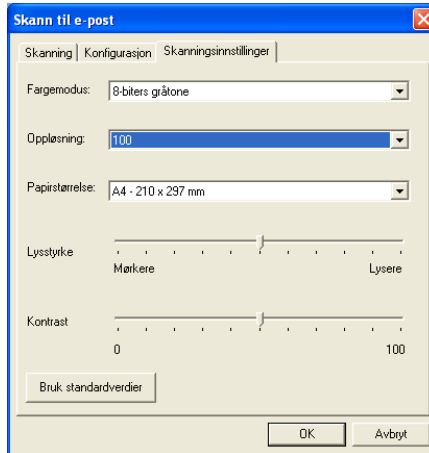 Skann til e-post
Skanning Konfigurasjon Skanningsinnstillinger
Fargemodus: 8-biters gråtone
Oppløsning: 100
Papirstørrelse: A4 - 210 x 297 mm
Lysstyrke
Mørkere Lysere
Kontrast
0 100
Bruk standardverdier
OK Avbryt